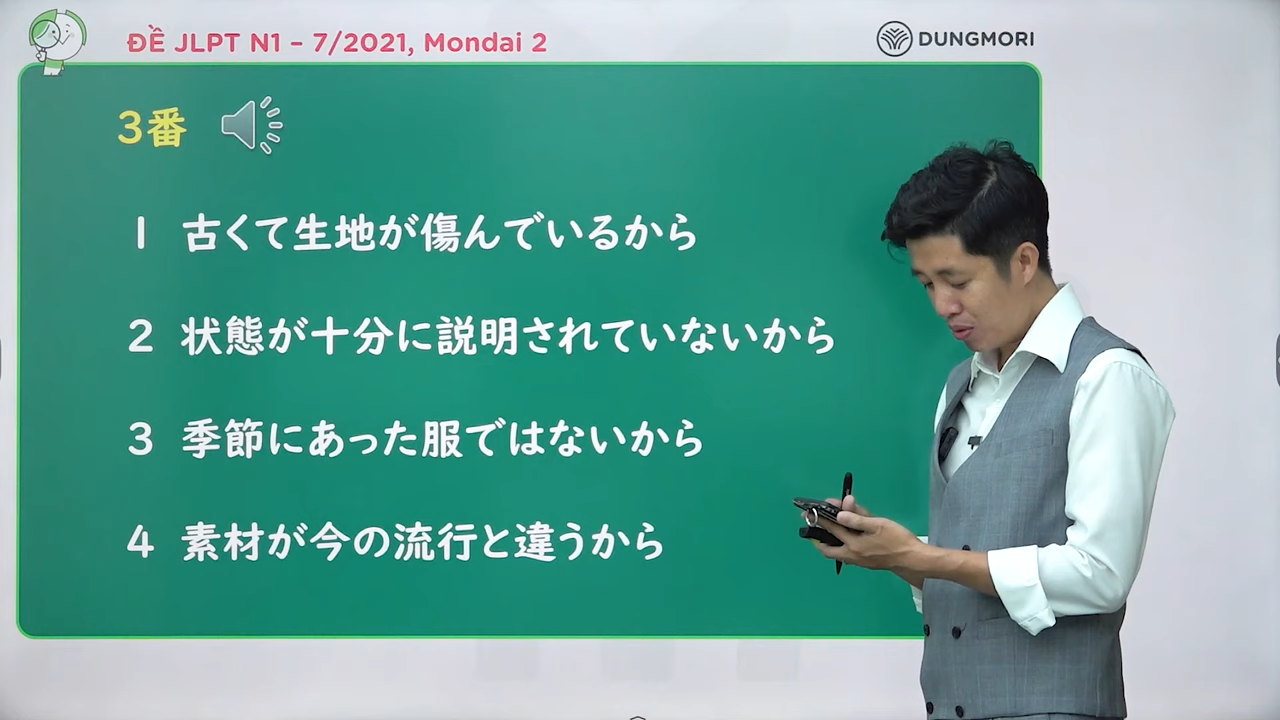 ĐỀ JLPT N1 – 7/2021, Mondai 2
DUNGMORI
3番
1 古くて生地が傷んでいるから
2 状態が十分に説明されていないから
3 季節にあった服ではないから
4 素材が今の流行と違うから